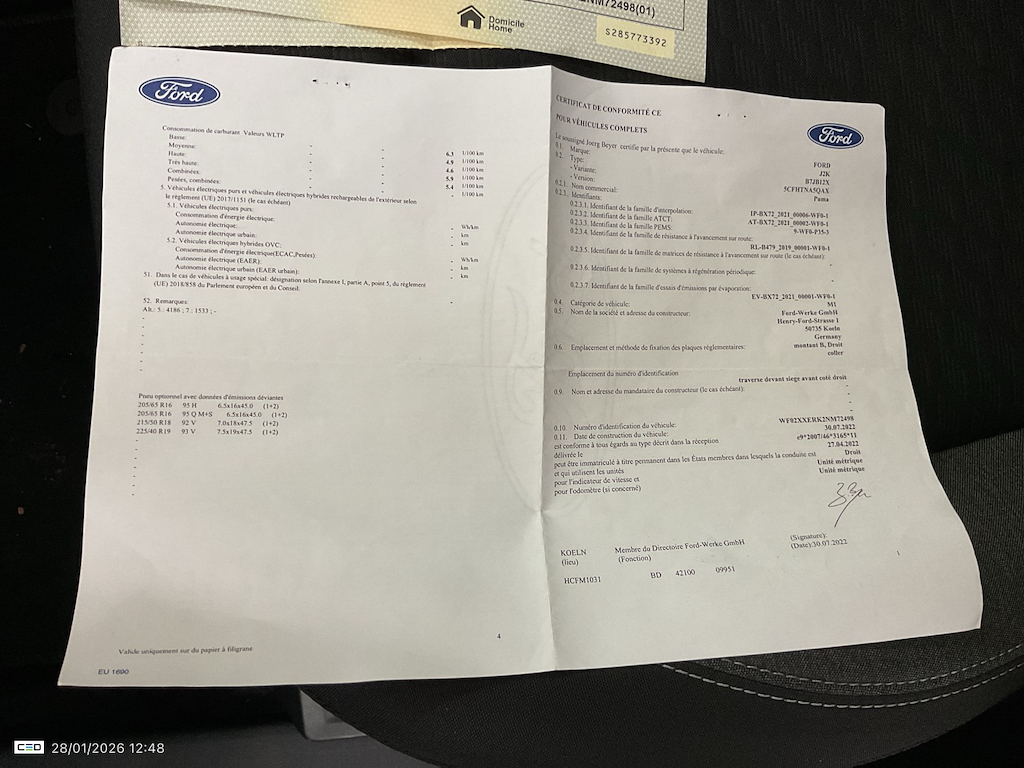 NM72498(01)
Domicile
Home
S285773392
Ford
Consommation de carburant Valeurs WLTP
Basse:
Moyenne: - - 6.3 l/100 km
Haute: - - 4.9 l/100 km
Très haute: - - 4.6 l/100 km
Combinées: - - 5.9 l/100 km
Pesées, combinées: - - 5.4 l/100 km
- l/100 km
5. Véhicules électriques purs et véhicules électriques hybrides rechargeables de l'extérieur selon
le règlement (UE) 2017/1151 (le cas échéant)
5.1. Véhicules électriques purs:
Consommation d'énergie électrique: - Wh/km
Autonomie électrique: - km
Autonomie électrique urbain: - km
5.2. Véhicules électriques hybrides OVC:
Consommation d'énergie électrique(ECAC,Pesées): - Wh/km
Autonomie électrique (EAER): - km
Autonomie électrique urbain (EAER urbain): - km
51. Dans le cas de véhicules à usage spécial: désignation selon l'annexe I, partie A, point 5, du règlement
(UE) 2018/858 du Parlement européen et du Conseil. -
52. Remarques:
Alt.: 5.: 4186 ; 7.: 1533 ; -
Pneu optionnel avec données d'émissions déviantes
205/65 R16 95 H 6.5x16x45.0 (1+2)
205/65 R16 95 Q M+S 6.5x16x45.0 (1+2)
215/50 R18 92 V 7.0x18x47.5 (1+2)
225/40 R19 93 V 7.5x19x47.5 (1+2)
4
Valide uniquement sur du papier à filigrane
EU 1690
CERTIFICAT DE CONFORMITÉ CE
POUR VÉHICULES COMPLETS
Ford
Le soussigné Joerg Beyer certifie par la présente que le véhicule:
0.1. Marque: FORD
0.2. Type: J2K
- Variante: B7JB12X
- Version: 5CFHTNA5QAX
0.2.1. Nom commercial: Puma
0.2.3. Identifiants:
0.2.3.1. Identifiant de la famille d'interpolation: IP-BX72_2021_00006-WF0-1
0.2.3.2. Identifiant de la famille ATCT: AT-BX72_2021_00002-WF0-1
0.2.3.3. Identifiant de la famille PEMS: 9-WF0-P35-3
0.2.3.4. Identifiant de la famille de résistance à l'avancement sur route:
RL-B479_2019_00001-WF0-1
0.2.3.5. Identifiant de la famille de matrices de résistance à l'avancement sur route (le cas échéant):
0.2.3.6. Identifiant de la famille de systèmes à régénération périodique:
0.2.3.7. Identifiant de la famille d'essais d'émissions par évaporation:
EV-BX72_2021_00001-WF0-1
0.4. Catégorie de véhicule: M1
0.5. Nom de la société et adresse du constructeur: Ford-Werke GmbH
Henry-Ford-Strasse 1
50735 Koeln
Germany
0.6. Emplacement et méthode de fixation des plaques réglementaires: montant B, Droit
coller
Emplacement du numéro d'identification traverse devant siege avant coté droit
0.9. Nom et adresse du mandataire du constructeur (le cas échéant):
0.10. Numéro d'identification du véhicule: WF02XXERK2NM72498
0.11. Date de construction du véhicule: 30.07.2022
est conforme à tous égards au type décrit dans la réception e9*2007/46*3165*11
délivrée le 27.04.2022
peut être immatriculé à titre permanent dans les États membres dans lesquels la conduite est Droit
et qui utilisent les unités Unité métrique
pour l'indicateur de vitesse et Unité métrique
pour l'odomètre (si concerné)
KOELN Membre du Directoire Ford-Werke GmbH (Signature):
(lieu) (Fonction) (Date):30.07.2022
HCFM1031 BD 42100 09951
1
28/01/2026 12:48